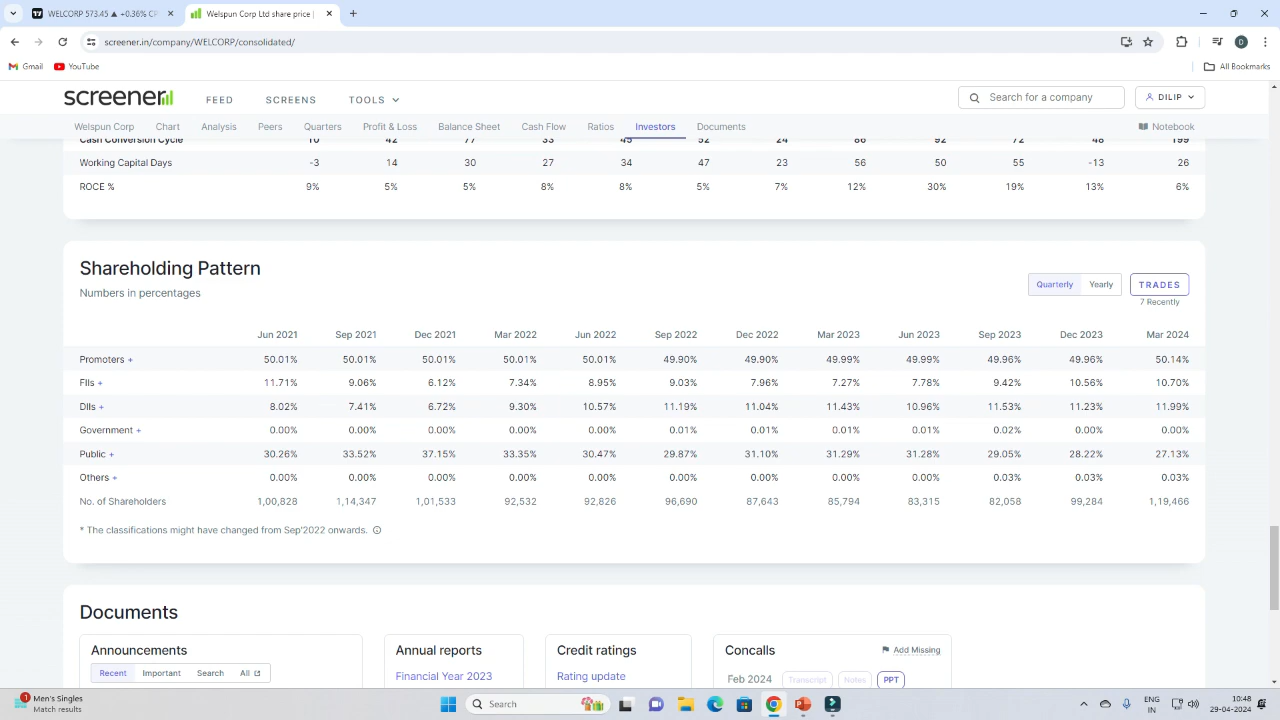 WELCORP 573.45 ▲ +0.36%
Welspun Corp Ltd share price |
screener.in/company/WELCORP/consolidated/
D
Gmail YouTube All Bookmarks
screener FEED SCREENS TOOLS Search for a company DILIP
Welspun Corp Chart Analysis Peers Quarters Profit & Loss Balance Sheet Cash Flow Ratios Investors Documents Notebook
Cash Conversion Cycle 10 42 77 33 45 52 24 86 92 72 48 199
Working Capital Days -3 14 30 27 34 47 23 56 50 55 -13 26
ROCE % 9% 5% 5% 8% 8% 5% 7% 12% 30% 19% 13% 6%
Shareholding Pattern
Numbers in percentages
Quarterly Yearly TRADES
7 Recently
Jun 2021 Sep 2021 Dec 2021 Mar 2022 Jun 2022 Sep 2022 Dec 2022 Mar 2023 Jun 2023 Sep 2023 Dec 2023 Mar 2024
Promoters + 50.01% 50.01% 50.01% 50.01% 50.01% 49.90% 49.90% 49.99% 49.99% 49.96% 49.96% 50.14%
FIIs + 11.71% 9.06% 6.12% 7.34% 8.95% 9.03% 7.96% 7.27% 7.78% 9.42% 10.56% 10.70%
DIIs + 8.02% 7.41% 6.72% 9.30% 10.57% 11.19% 11.04% 11.43% 10.96% 11.53% 11.23% 11.99%
Government + 0.00% 0.00% 0.00% 0.00% 0.00% 0.01% 0.01% 0.01% 0.01% 0.02% 0.00% 0.00%
Public + 30.26% 33.52% 37.15% 33.35% 30.47% 29.87% 31.10% 31.29% 31.28% 29.05% 28.22% 27.13%
Others + 0.00% 0.00% 0.00% 0.00% 0.00% 0.00% 0.00% 0.00% 0.00% 0.03% 0.03% 0.03%
No. of Shareholders 1,00,828 1,14,347 1,01,533 92,532 92,826 96,690 87,643 85,794 83,315 82,058 99,284 1,19,466
* The classifications might have changed from Sep'2022 onwards.
Documents
Announcements Annual reports Credit ratings Concalls Add Missing
Recent Important Search All Financial Year 2023 Rating update Feb 2024 Transcript Notes PPT
1 Men's Singles
Match results
Search
ENG
IN
10:48
29-04-2024